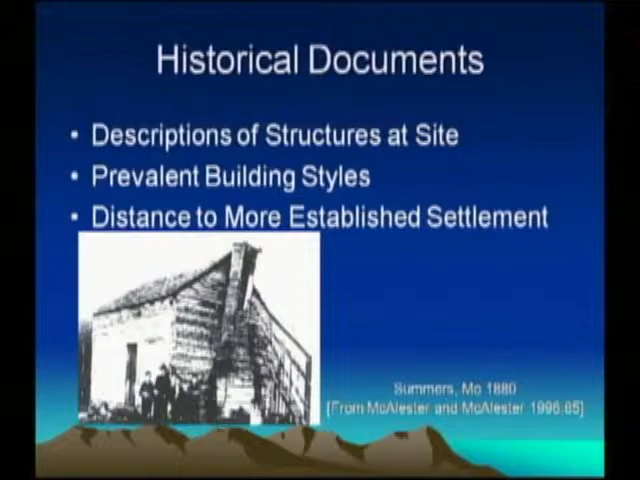 Historical Documents
• Descriptions of Structures at Site
• Prevalent Building Styles
• Distance to More Established Settlement
Summers, Mo 1880
[From McAlester and McAlester 1996:85]